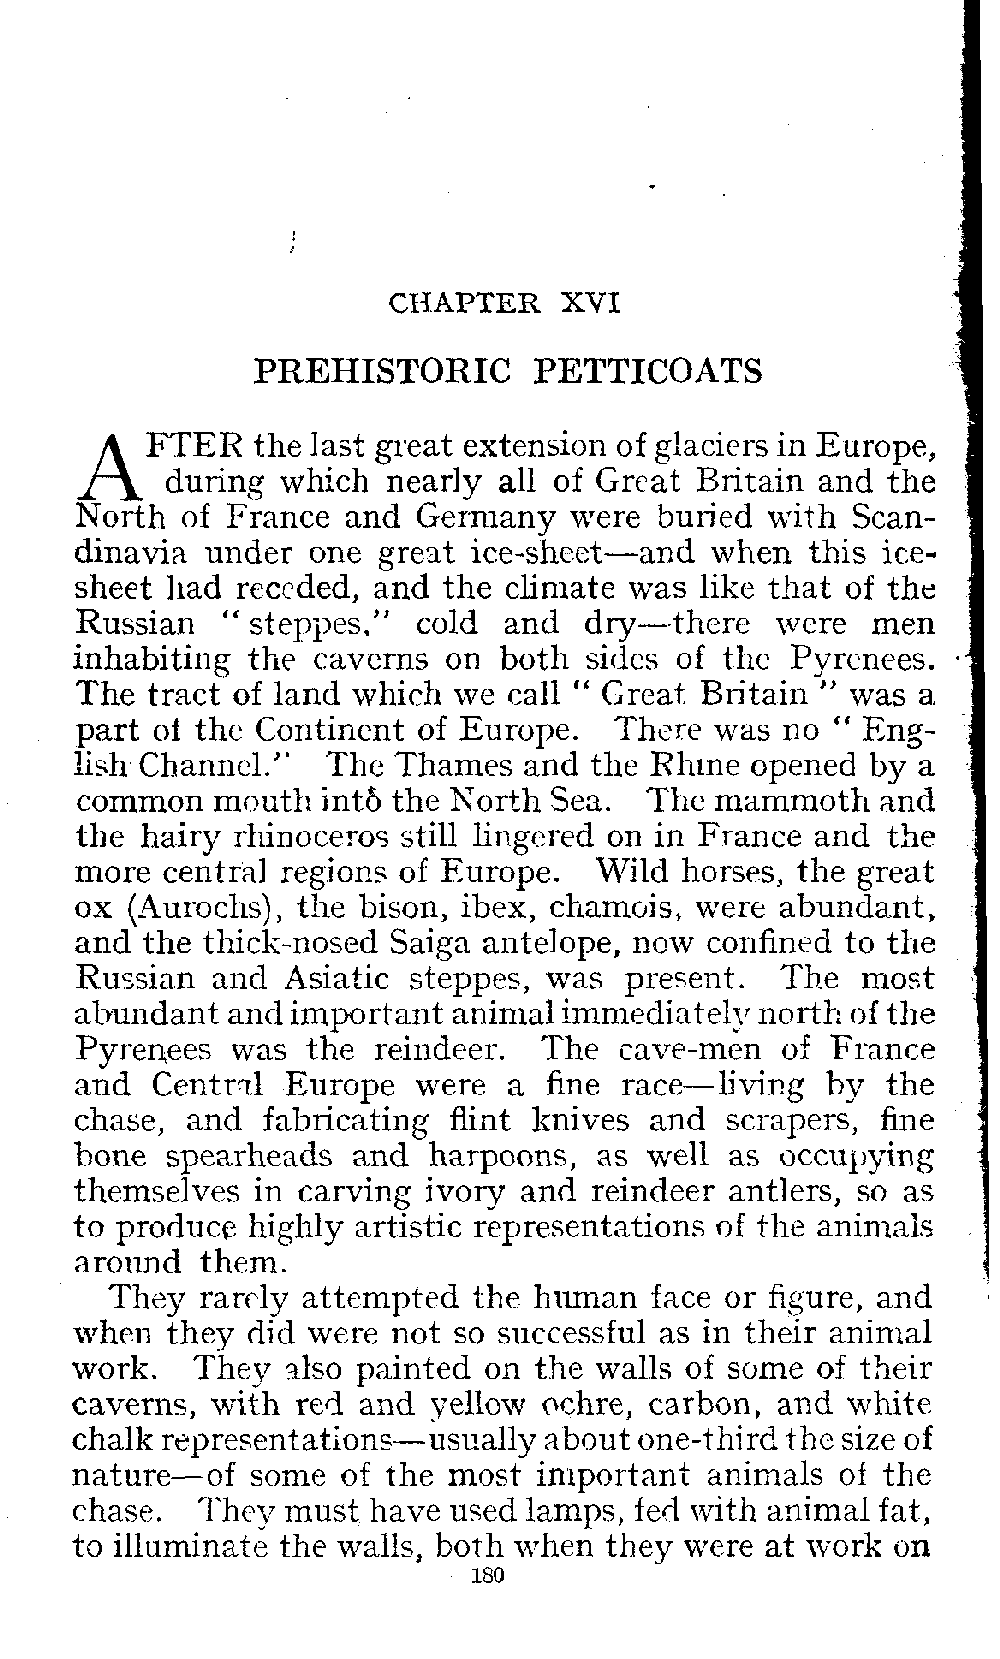 CHAPTER XVI
PREHISTORIC PETTICOATS
AFTER the last great extension of glaciers in Europe,
during which nearly all of Great Britain and the
North of France and Germany were buried with Scan-
dinavia under one great ice-sheet—and when this ice-
sheet had receded, and the climate was like that of the
Russian “ steppes,” cold and dry—there were men
inhabiting the caverns on both sides of the Pyrenees.
The tract of land which we call “ Great Britain ” was a
part of the Continent of Europe. There was no “ Eng-
lish Channel.” The Thames and the Rhine opened by a
common mouth into the North Sea. The mammoth and
the hairy rhinoceros still lingered on in France and the
more central regions of Europe. Wild horses, the great
ox (Aurochs), the bison, ibex, chamois, were abundant,
and the thick-nosed Saiga antelope, now confined to the
Russian and Asiatic steppes, was present. The most
abundant and important animal immediately north of the
Pyrenees was the reindeer. The cave-men of France
and Central Europe were a fine race—living by the
chase, and fabricating flint knives and scrapers, fine
bone spearheads and harpoons, as well as occupying
themselves in carving ivory and reindeer antlers, so as
to produce highly artistic representations of the animals
around them.
They rarely attempted the human face or figure, and
when they did were not so successful as in their animal
work. They also painted on the walls of some of their
caverns, with red and yellow ochre, carbon, and white
chalk representations—usually about one-third the size of
nature—of some of the most important animals of the
chase. They must have used lamps, fed with animal fat,
to illuminate the walls, both when they were at work on
180